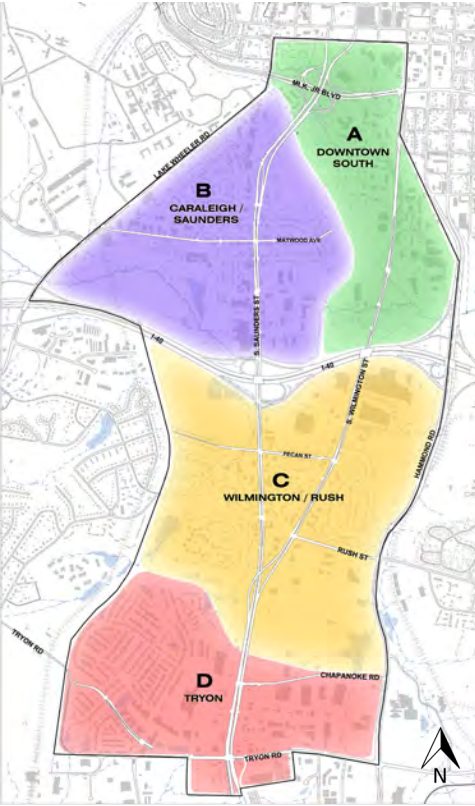 MLK. JR BLVD
A
DOWNTOWN
SOUTH
LAKE WHEELER RD
B
CARALEIGH /
SAUNDERS
MAYWOOD AVE
S. SAUNDERS ST
I-40
I-40
S. WILMINGTON ST
HAMMOND RD
PECAN ST
C
WILMINGTON / RUSH
RUSH ST
TRYON RD
D
TRYON
CHAPANOKE RD
TRYON RD
N